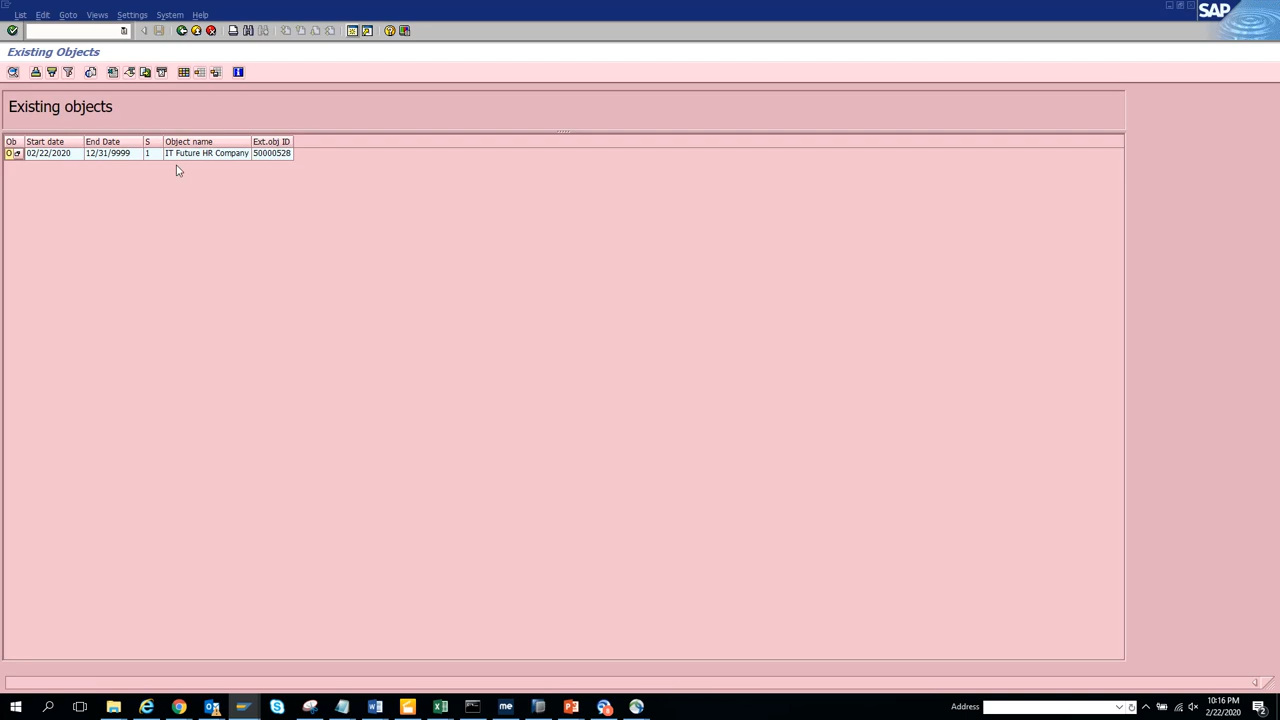 List Edit Goto Views Settings System Help
SAP
Existing Objects
Existing objects
Ob Start date End Date S Object name Ext.obj ID
O 02/22/2020 12/31/9999 1 IT Future HR Company 50000528
Address
10:16 PM
2/22/2020